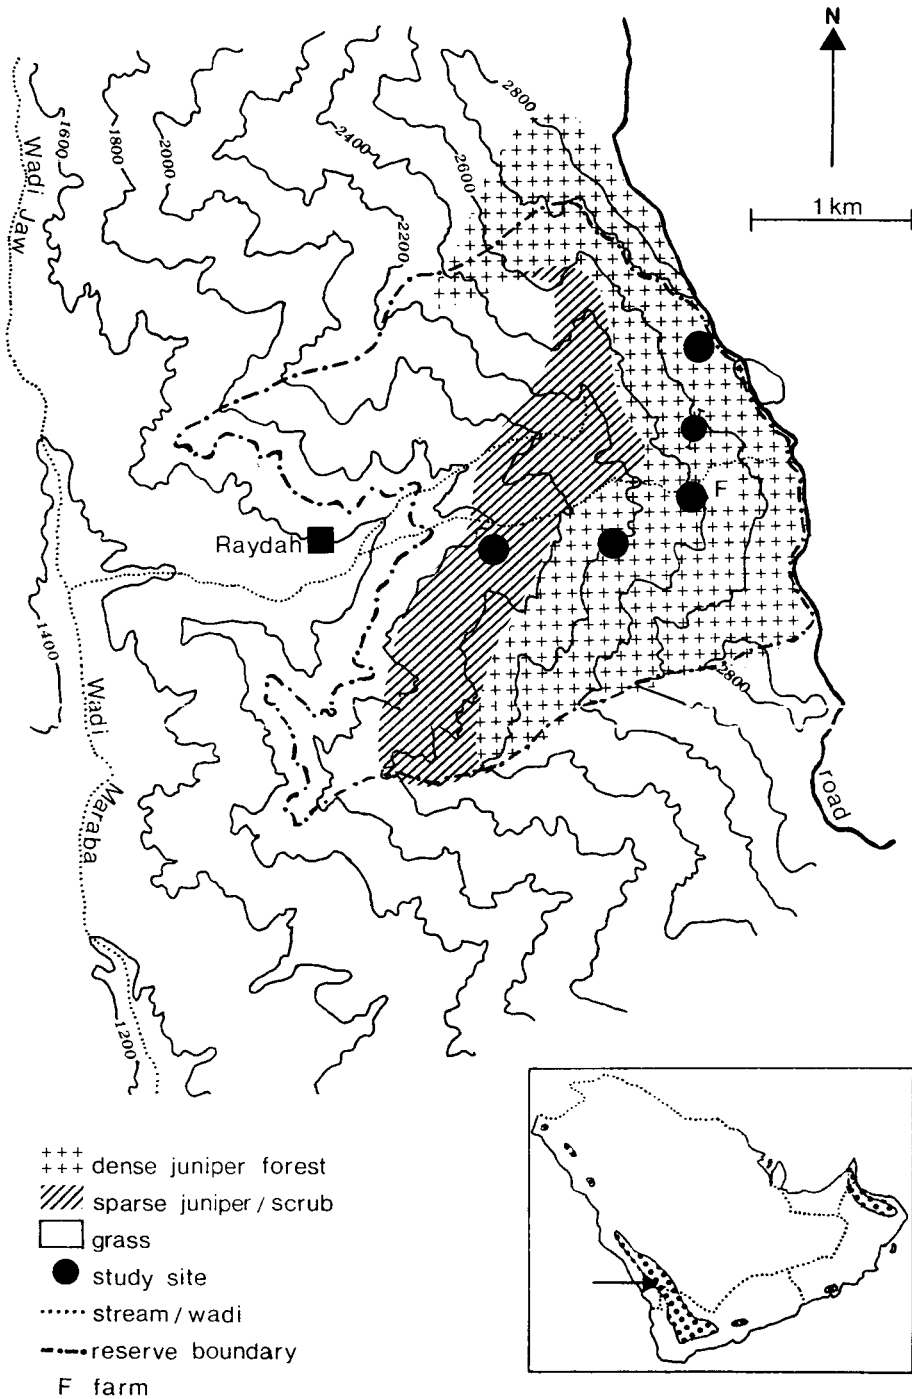 N
1 km
2800
2400
2600
1600
1800
2000
2200
Wadi Jaw
F
Raydah
1400
2800
Wadi
Maraba
road
1200
dense juniper forest
sparse juniper / scrub
grass
study site
stream / wadi
reserve boundary
F farm